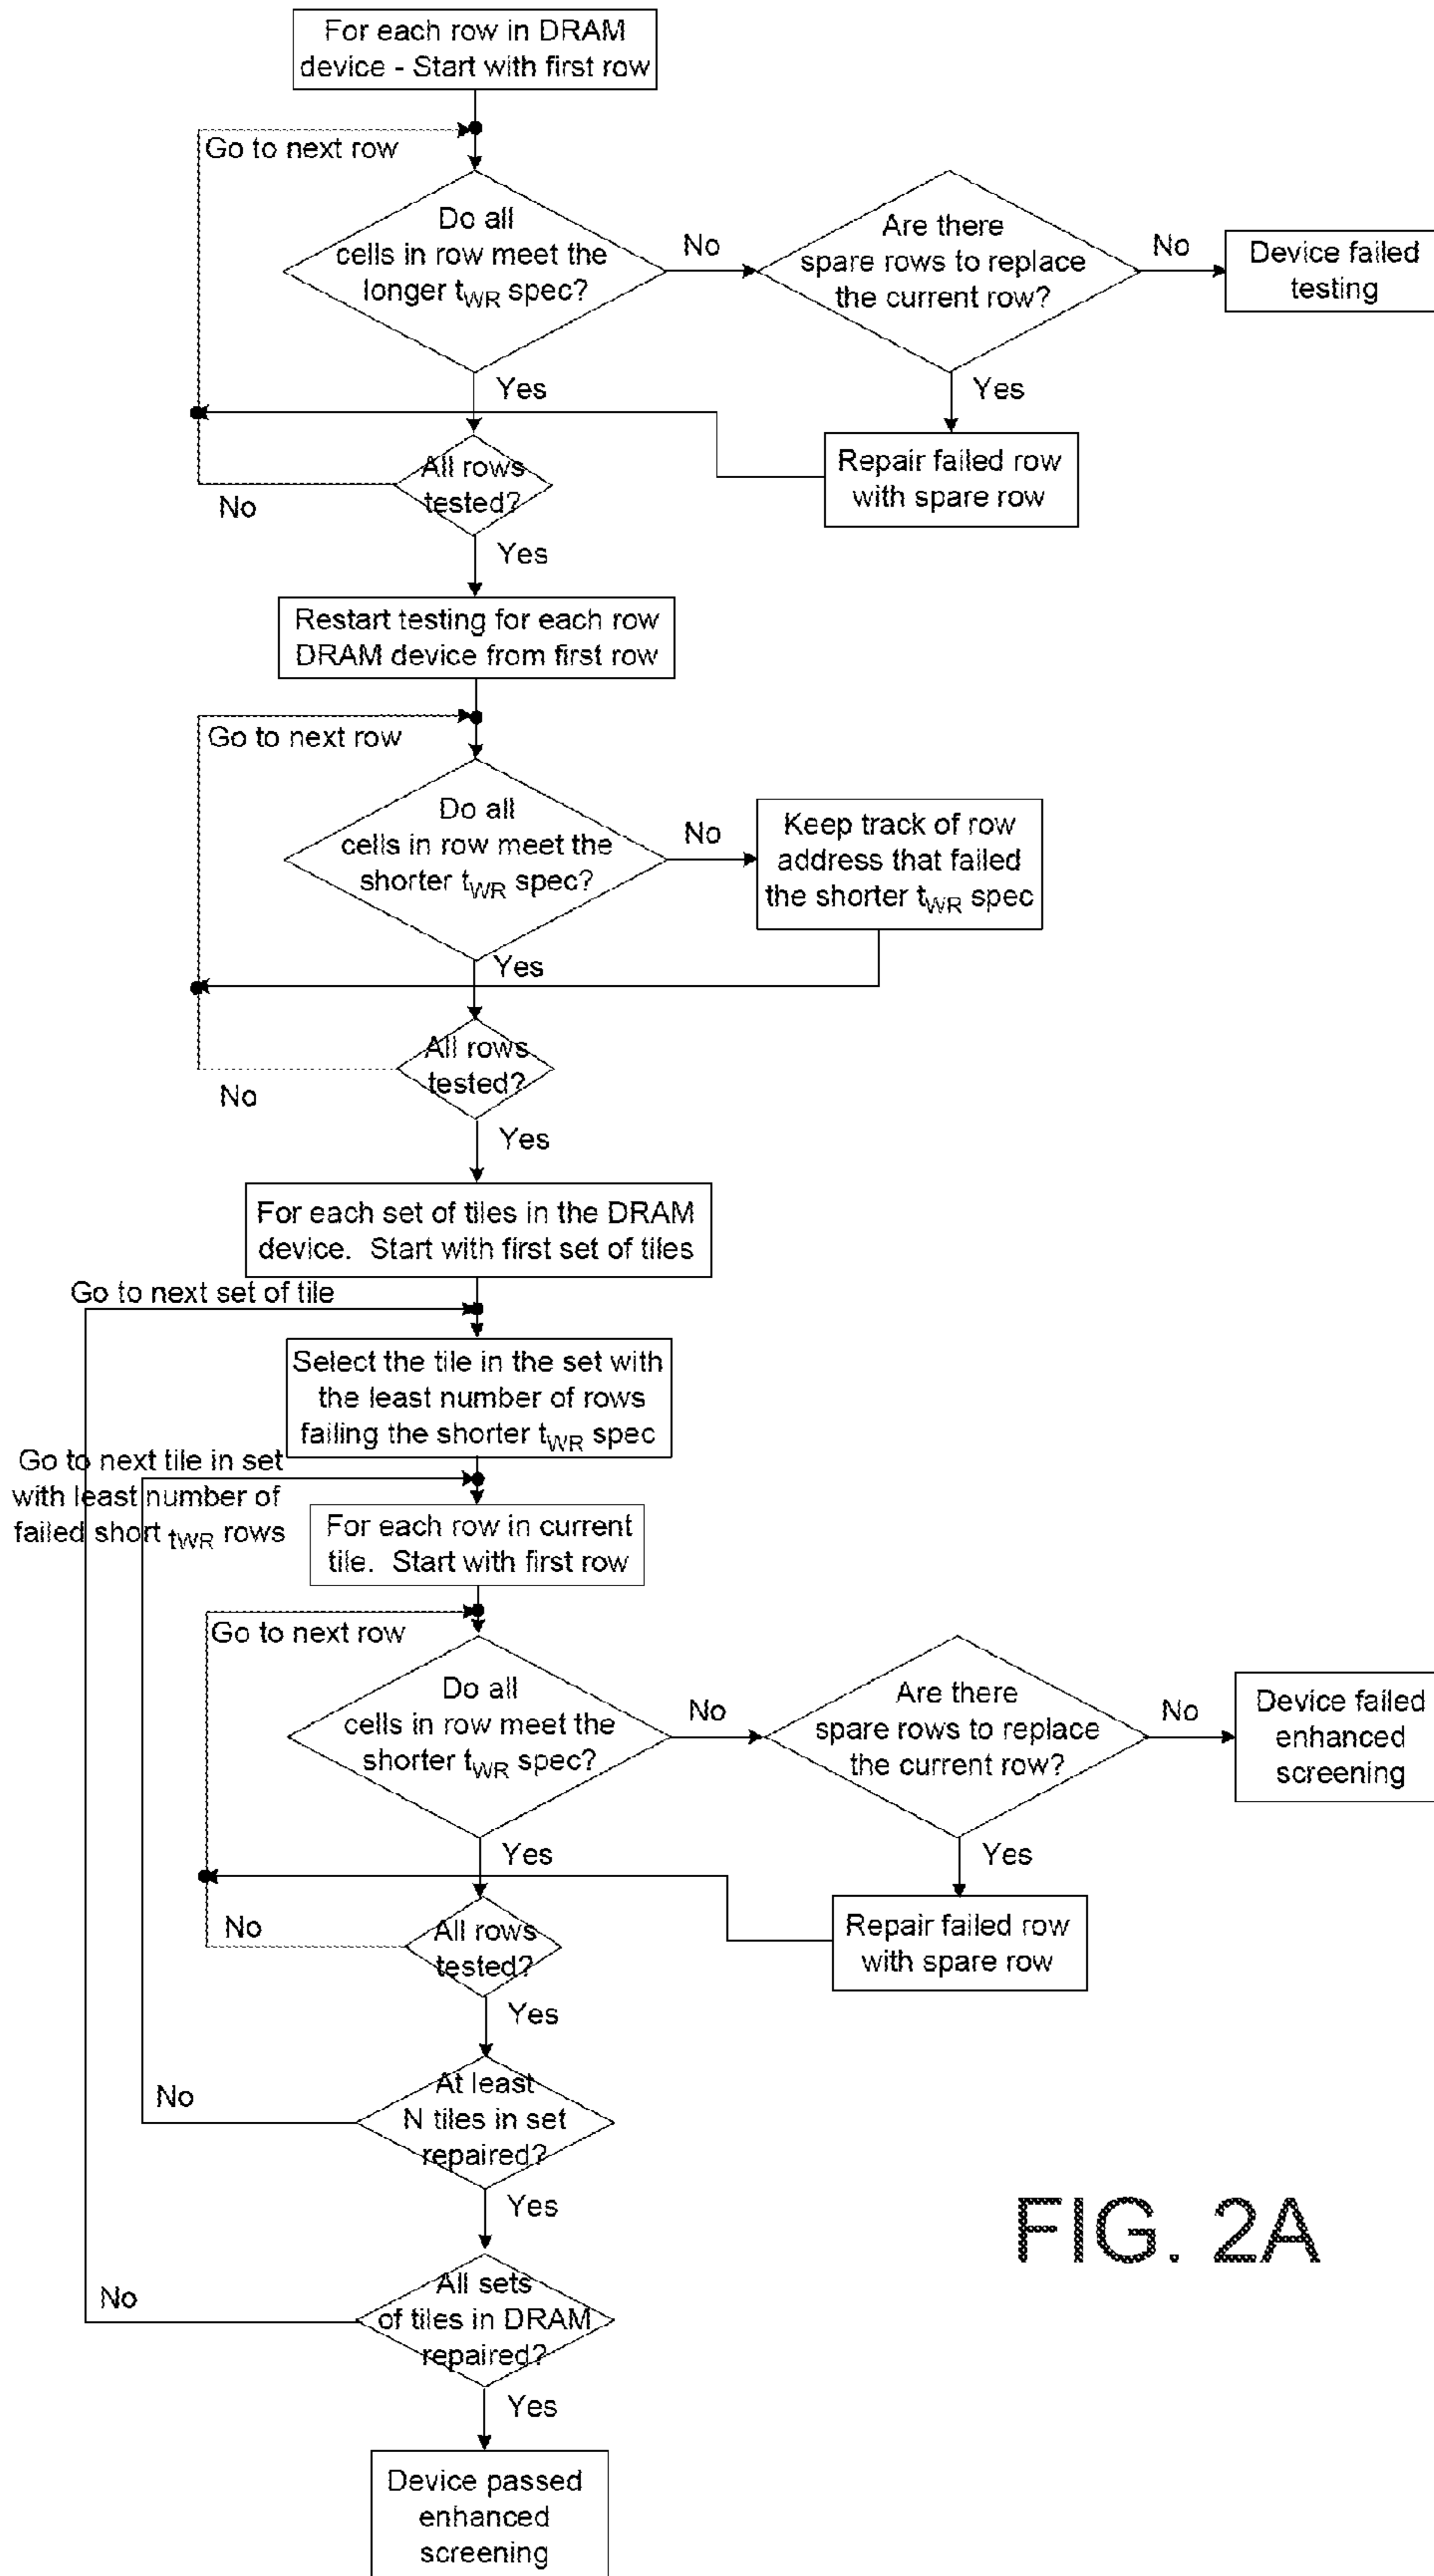 For each row in DRAM
device - Start with first row
Go to next row
Do all
cells in row meet the
longer tWR spec?
No
Are there
spare rows to replace
the current row?
No
Device failed
testing
Yes
Yes
All rows
tested?
No
Repair failed row
with spare row
Yes
Restart testing for each row
DRAM device from first row
Go to next row
Do all
cells in row meet the
shorter tWR spec?
No
Keep track of row
address that failed
the shorter tWR spec
Yes
All rows
tested?
No
Yes
For each set of tiles in the DRAM
device. Start with first set of tiles
Go to next set of tile
Select the tile in the set with
the least number of rows
failing the shorter tWR spec
Go to next tile in set
with least number of
failed short tWR rows
For each row in current
tile. Start with first row
Go to next row
Do all
cells in row meet the
shorter tWR spec?
No
Are there
spare rows to replace
the current row?
No
Device failed
enhanced
screening
Yes
Yes
No
All rows
tested?
Repair failed row
with spare row
Yes
No
At least
N tiles in set
repaired?
Yes
No
All sets
of tiles in DRAM
repaired?
Yes
Device passed
enhanced
screening
FIG. 2A